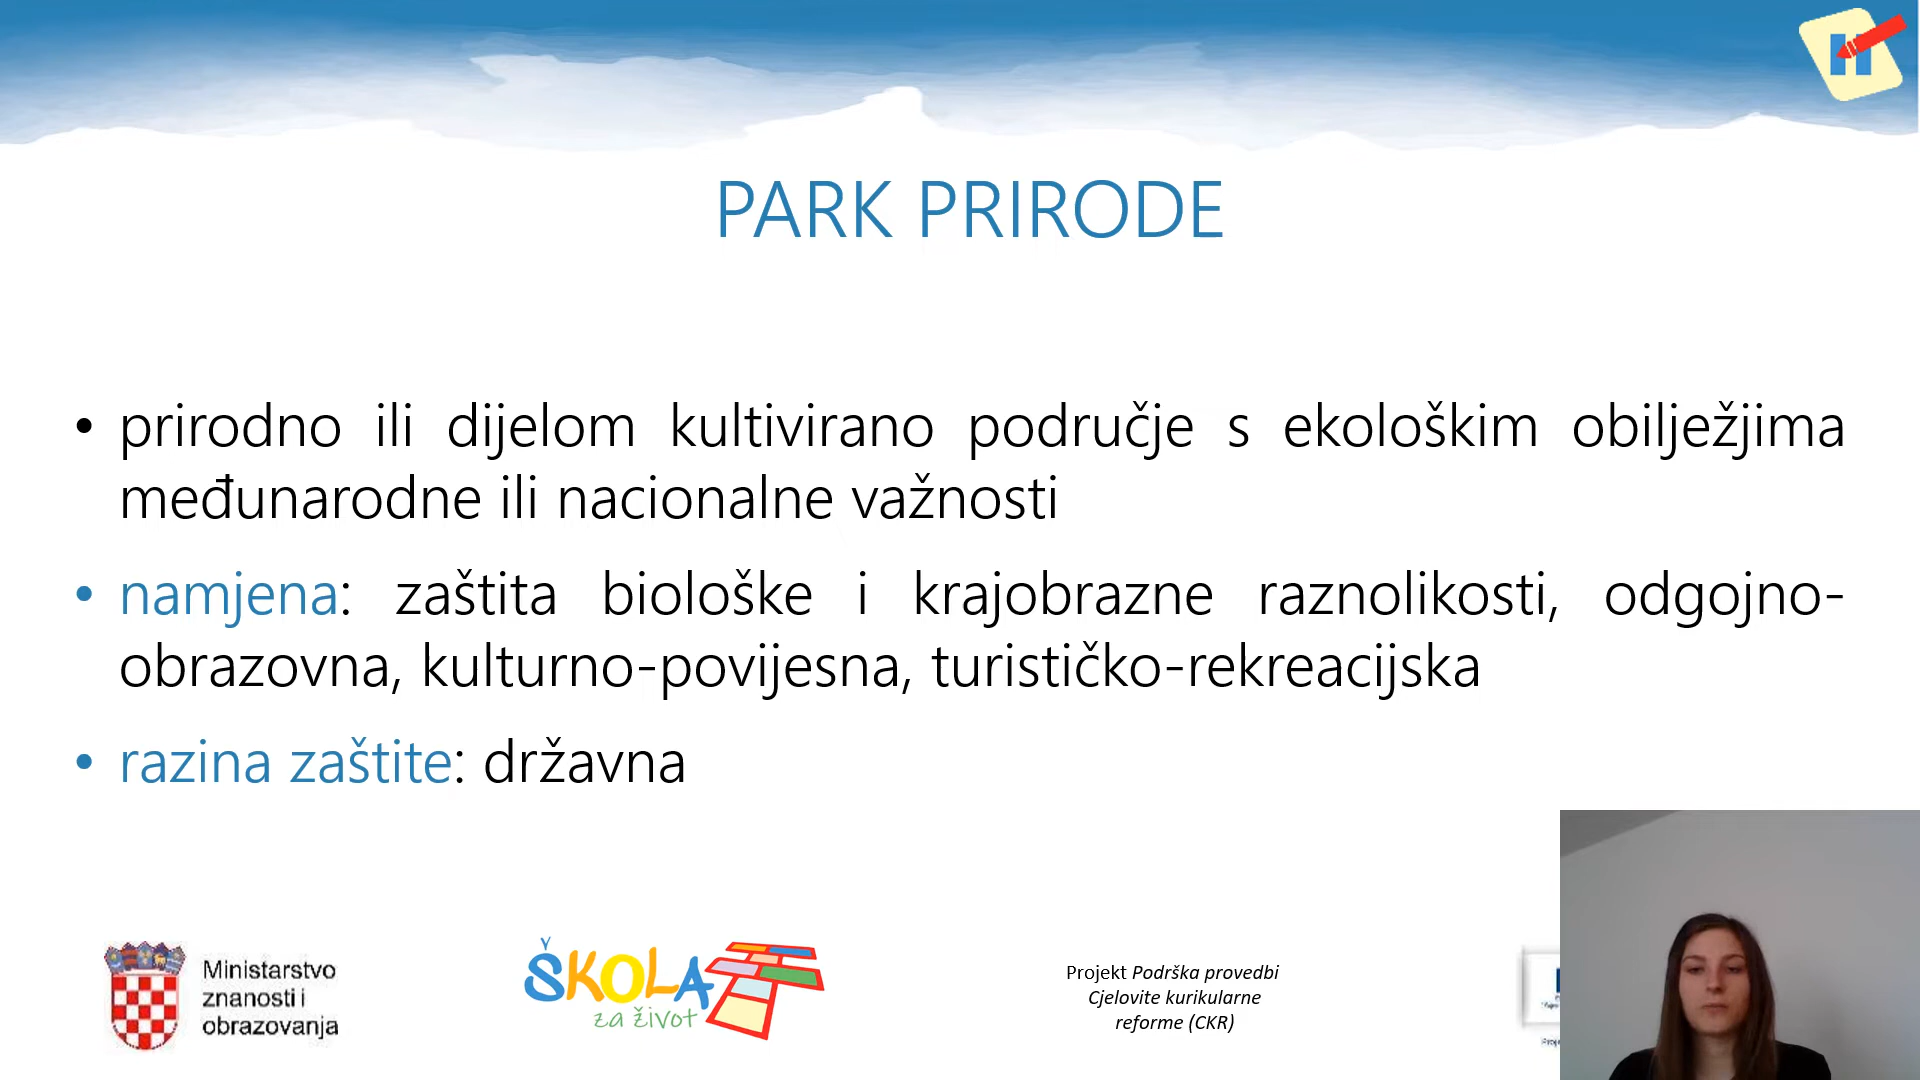 PARK PRIRODE
• prirodno ili dijelom kultivirano područje s ekološkim obilježjima
međunarodne ili nacionalne važnosti
• namjena: zaštita biološke i krajobrazne raznolikosti, odgojno-
obrazovna, kulturno-povijesna, turističko-rekreacijska
• razina zaštite: državna
Ministarstvo
znanosti i
obrazovanja
ŠKOLA
za život
Projekt Podrška provedbi
Cjelovite kurikularne
reforme (CKR)